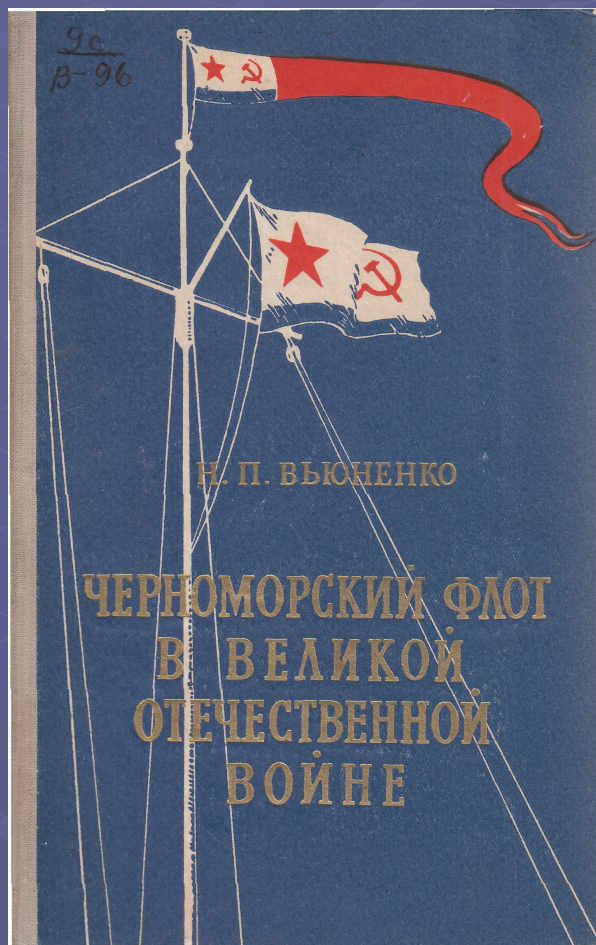 9с
В-96
Н. П. ВЬЮНЕНКО
ЧЕРНОМОРСКИЙ ФЛОТ
В ВЕЛИКОЙ
ОТЕЧЕСТВЕННОЙ
ВОЙНЕ